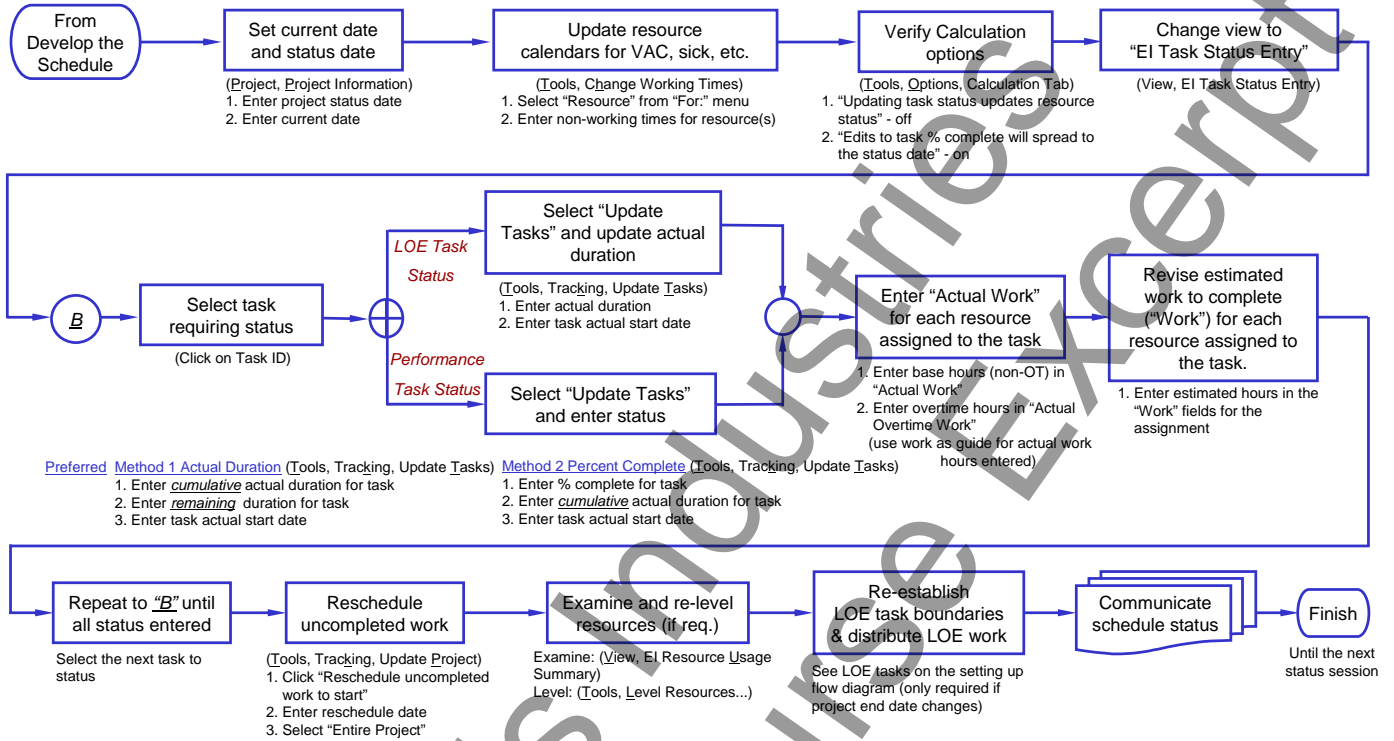 From
Develop the
Schedule
Set current date
and status date
(Project, Project Information)
1. Enter project status date
2. Enter current date
Update resource
calendars for VAC, sick, etc.
(Tools, Change Working Times)
1. Select “Resource” from “For:” menu
2. Enter non-working times for resource(s)
Verify Calculation
options
(Tools, Options, Calculation Tab)
1. “Updating task status updates resource
status” - off
2. “Edits to task % complete will spread to
the status date” - on
Change view to
“EI Task Status Entry”
(View, EI Task Status Entry)
B
Select task
requiring status
(Click on Task ID)
LOE Task
Status
Performance
Task Status
Select “Update
Tasks” and update actual
duration
(Tools, Tracking, Update Tasks)
1. Enter actual duration
2. Enter task actual start date
Select “Update Tasks”
and enter status
Enter “Actual Work”
for each resource
assigned to the task
1. Enter base hours (non-OT) in
“Actual Work”
2. Enter overtime hours in “Actual
Overtime Work”
(use work as guide for actual work
hours entered)
Revise estimated
work to complete
(“Work”) for each
resource assigned to
the task.
1. Enter estimated hours in the
“Work” fields for the
assignment
Preferred Method 1 Actual Duration (Tools, Tracking, Update Tasks)
1. Enter cumulative actual duration for task
2. Enter remaining duration for task
3. Enter task actual start date
Method 2 Percent Complete (Tools, Tracking, Update Tasks)
1. Enter % complete for task
2. Enter cumulative actual duration for task
3. Enter task actual start date
Repeat to “B” until
all status entered
Select the next task to
status
Reschedule
uncompleted work
(Tools, Tracking, Update Project)
1. Click “Reschedule uncompleted
work to start”
2. Enter reschedule date
3. Select “Entire Project”
Examine and re-level
resources (if req.)
Examine: (View, EI Resource Usage
Summary)
Level: (Tools, Level Resources...)
Re-establish
LOE task boundaries
& distribute LOE work
See LOE tasks on the setting up
flow diagram (only required if
project end date changes)
Communicate
schedule status
Finish
Until the next
status session
s Industries
urse Excerpt